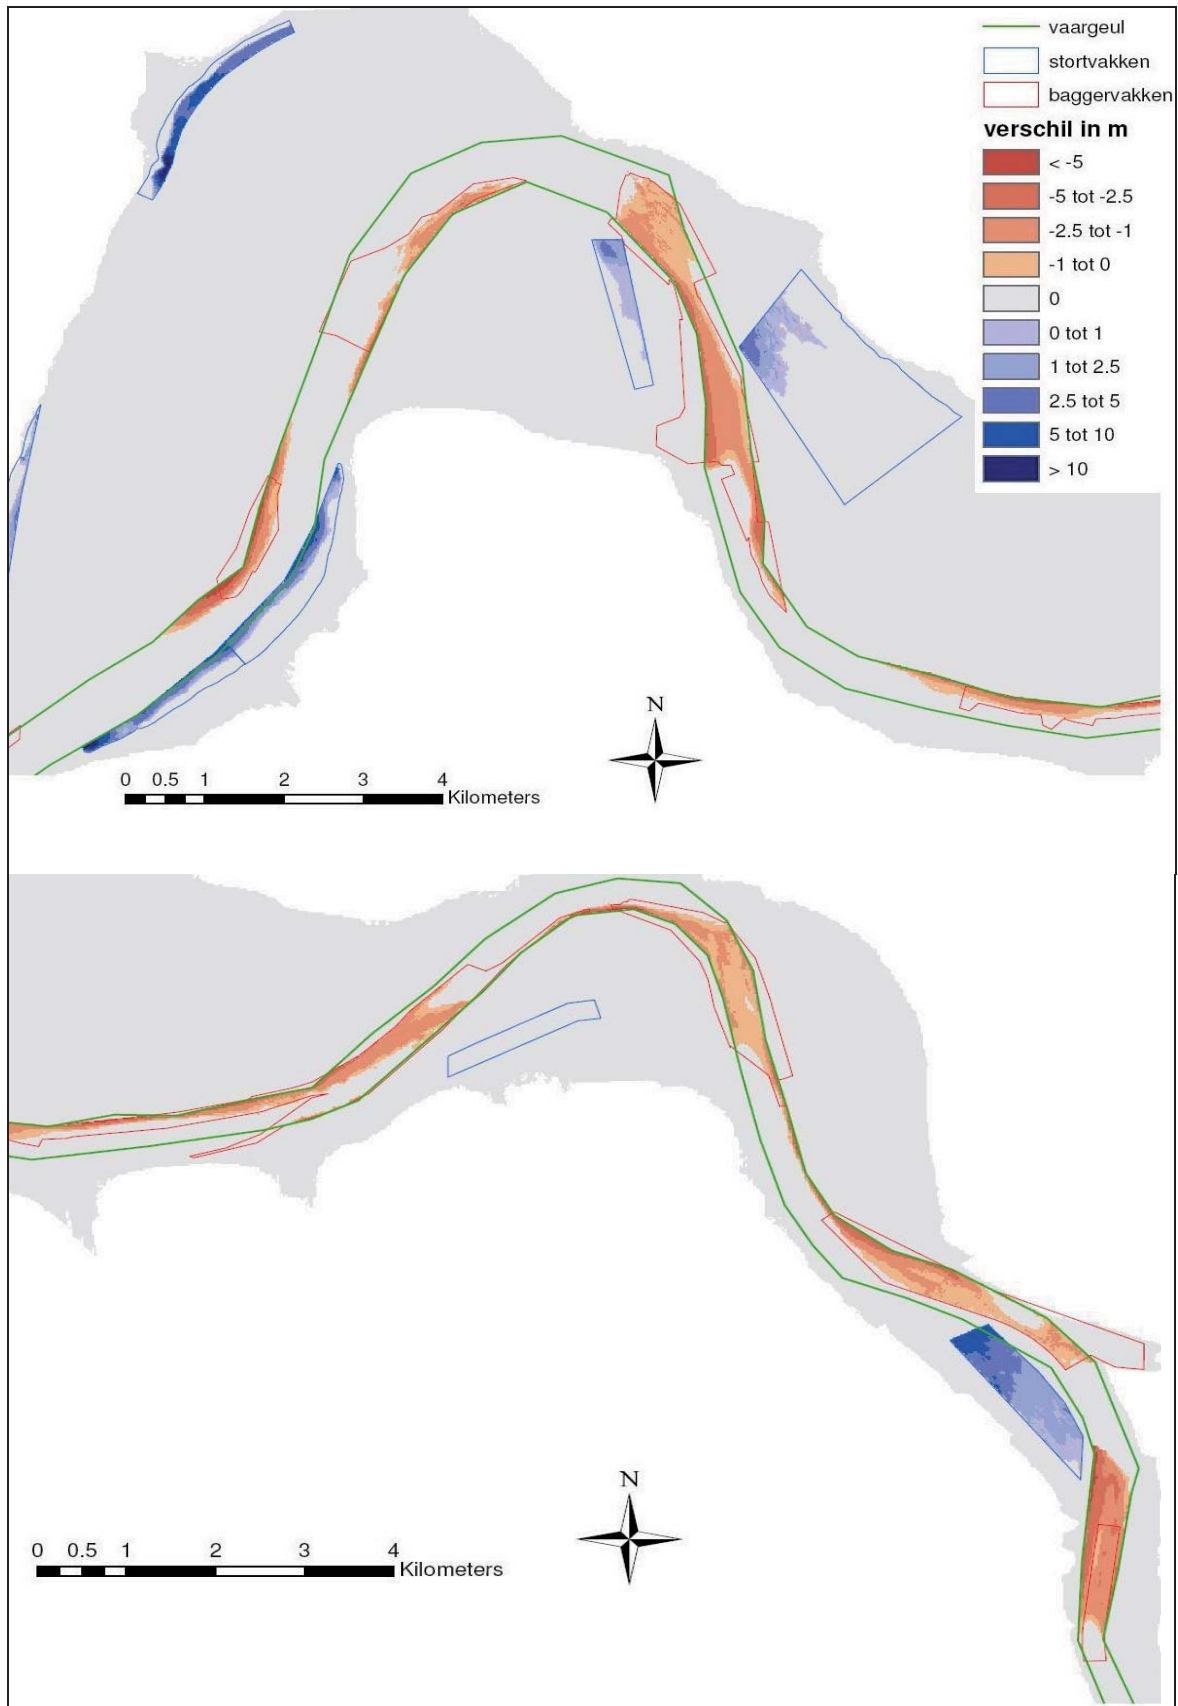 vaargeul
stortvakken
baggervakken
verschil in m
< -5
-5 tot -2.5
-2.5 tot -1
-1 tot 0
0
0 tot 1
1 tot 2.5
2.5 tot 5
5 tot 10
> 10
N
0 0.5 1 2 3 4
Kilometers
N
0 0.5 1 2 3 4
Kilometers